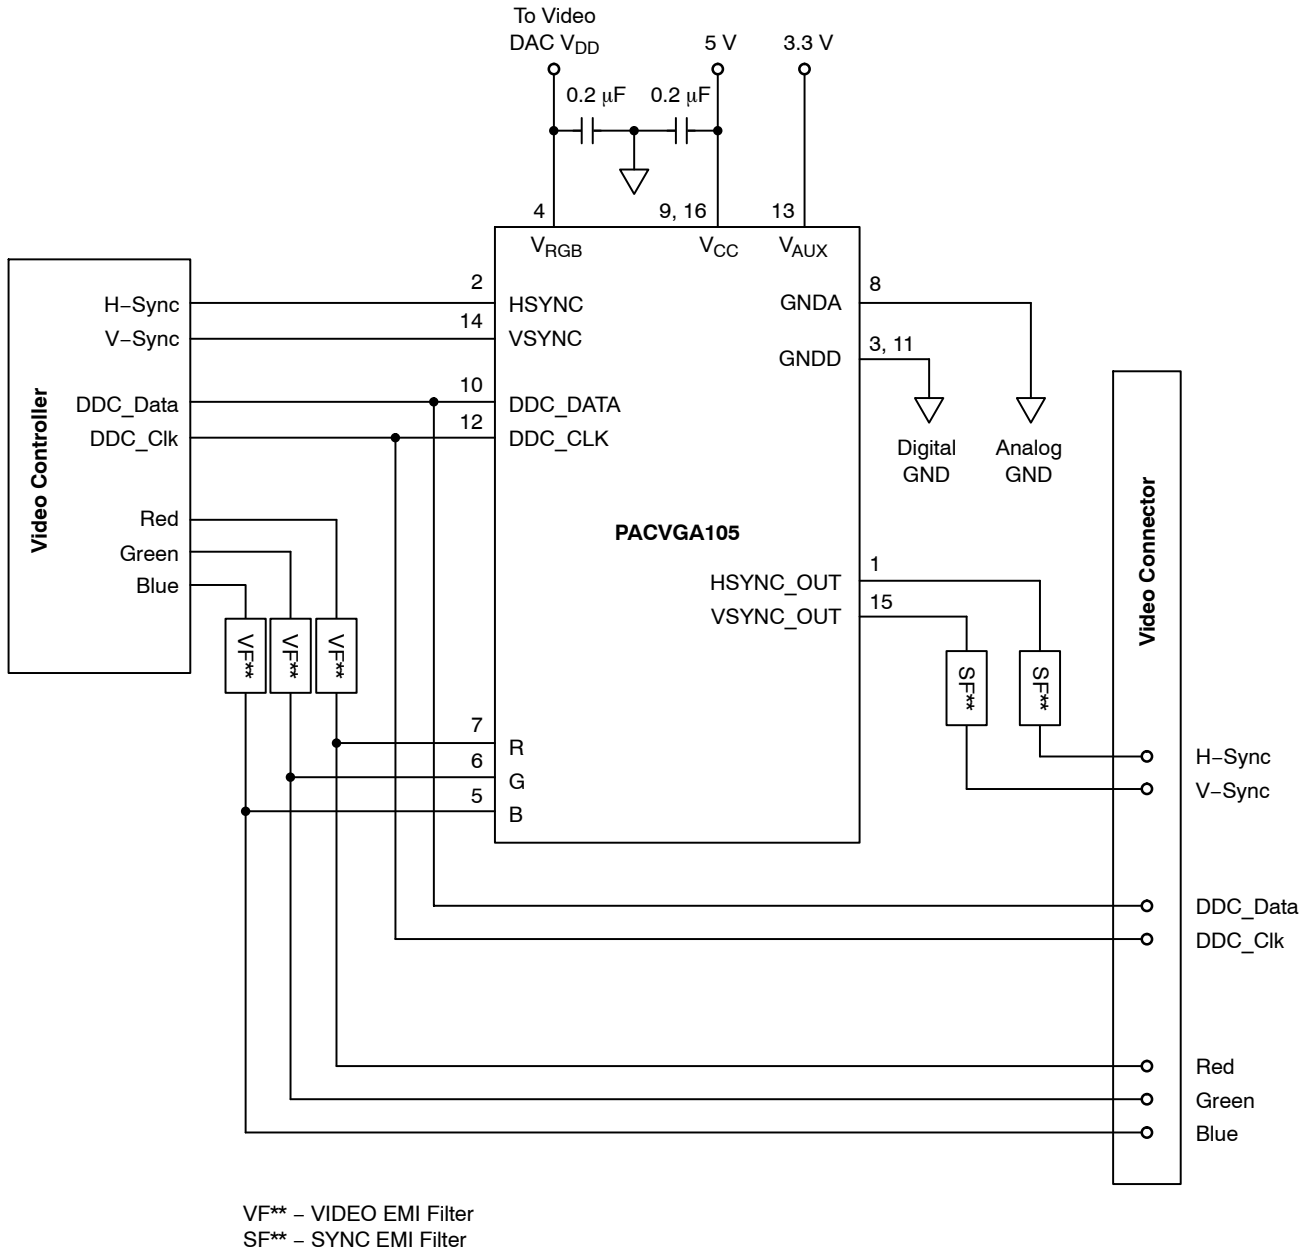 To Video
DAC VDD
5 V
3.3 V
0.2 μF
0.2 μF
4
9, 16
13
VRGB
VCC
VAUX
Video Controller
H–Sync
V–Sync
DDC_Data
DDC_Clk
Red
Green
Blue
2
HSYNC
14
VSYNC
10
DDC_DATA
12
DDC_CLK
GNDA
8
GNDD
3, 11
Digital
GND
Analog
GND
PACVGA105
HSYNC_OUT
1
VSYNC_OUT
15
VF**
VF**
VF**
SF**
SF**
7
R
6
G
5
B
Video Connector
H–Sync
V–Sync
DDC_Data
DDC_Clk
Red
Green
Blue
VF** – VIDEO EMI Filter
SF** – SYNC EMI Filter